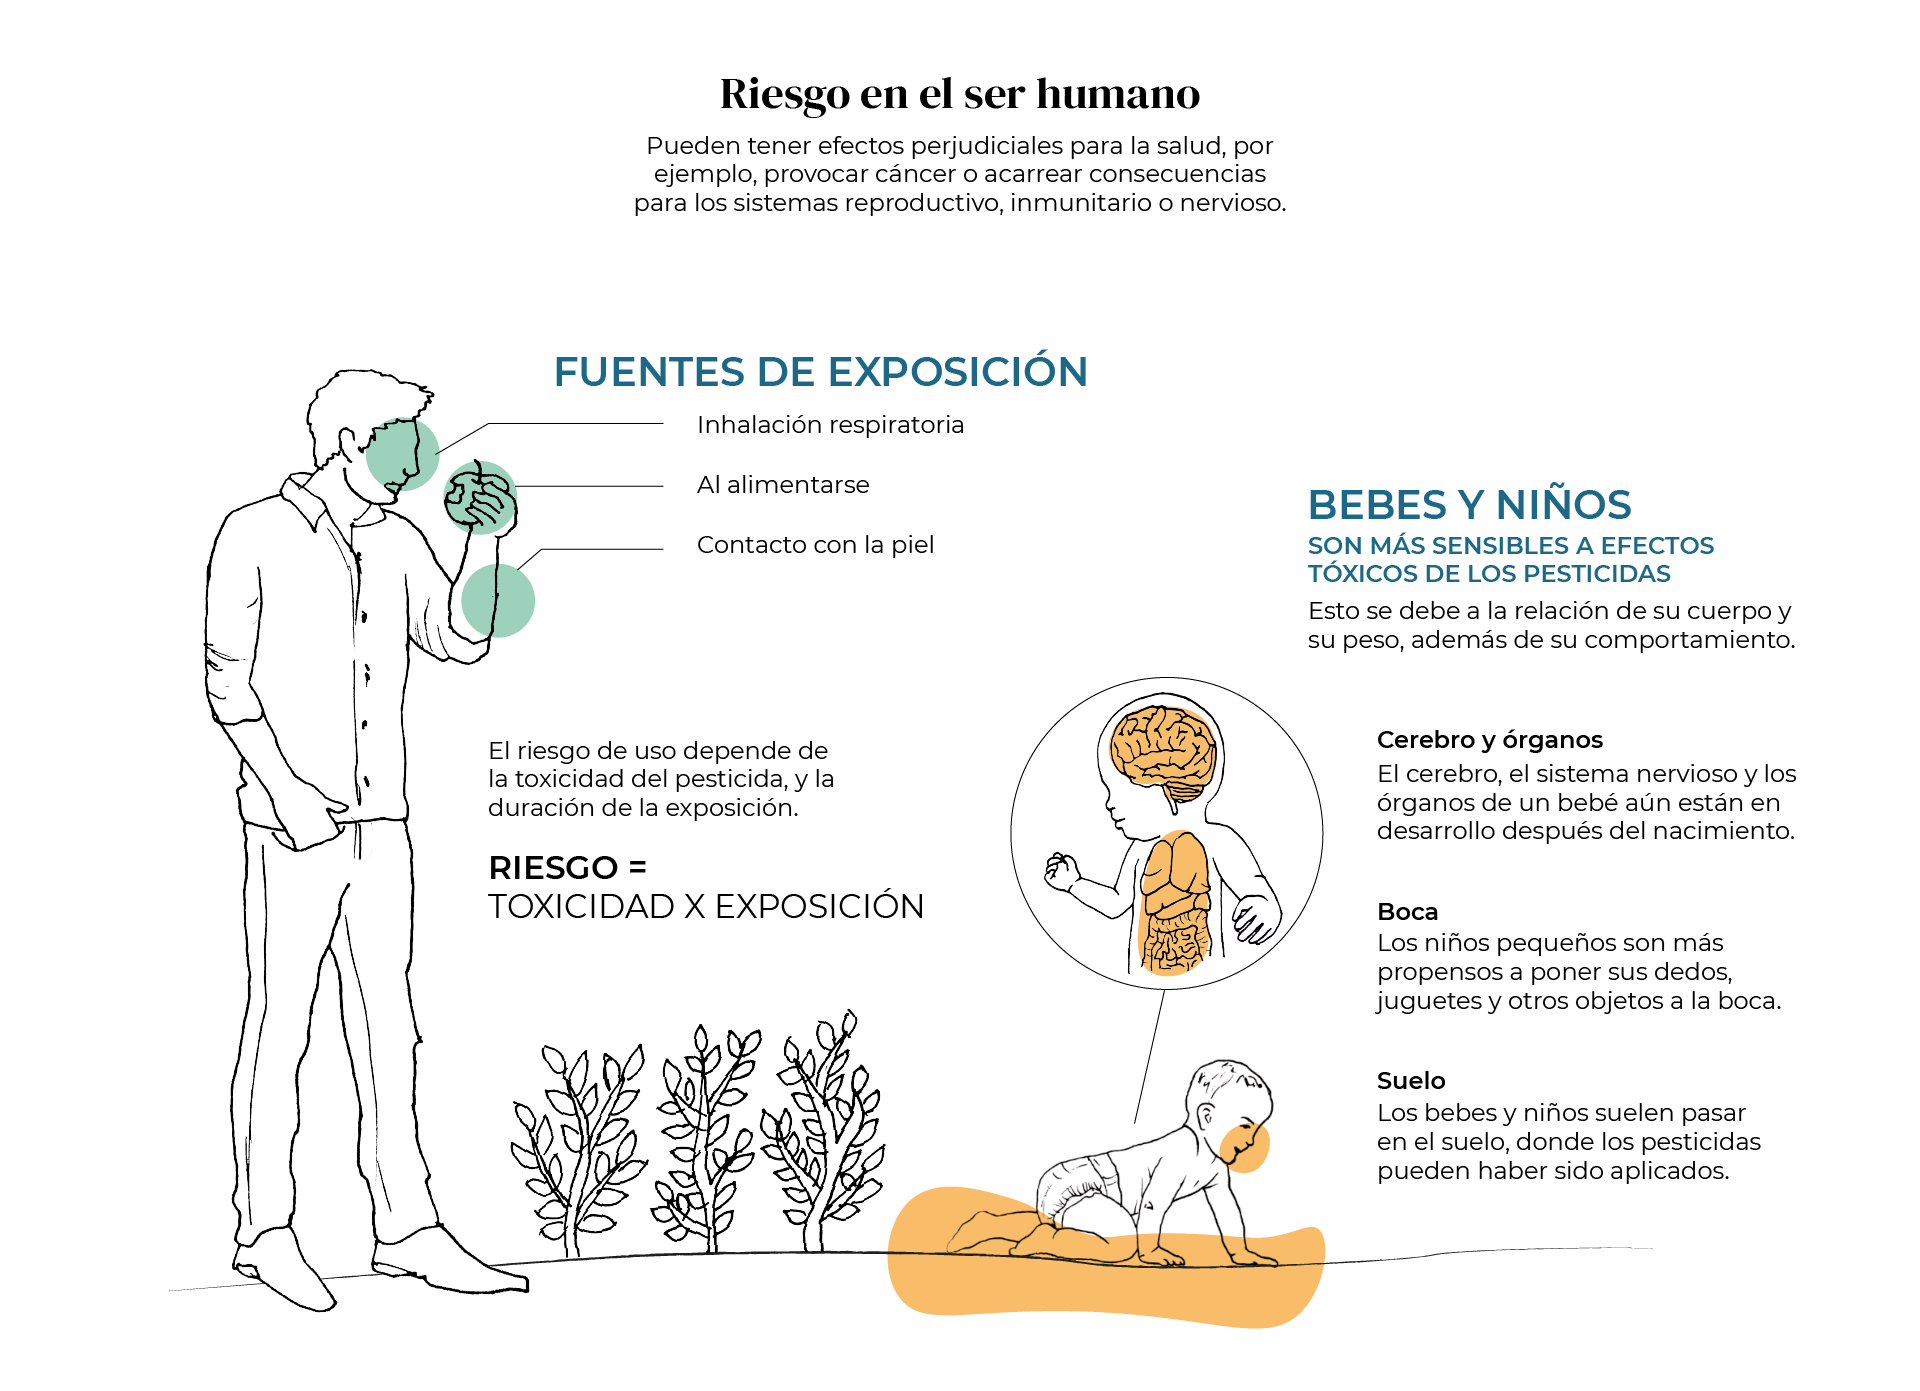 Riesgo en el ser humano
Pueden tener efectos perjudiciales para la salud, por
ejemplo, provocar cáncer o acarrear consecuencias
para los sistemas reproductivo, inmunitario o nervioso.
FUENTES DE EXPOSICIÓN
Inhalación respiratoria
Al alimentarse
Contacto con la piel
El riesgo de uso depende de
la toxicidad del pesticida, y la
duración de la exposición.
RIESGO =
TOXICIDAD X EXPOSICIÓN
BEBES Y NIÑOS
SON MÁS SENSIBLES A EFECTOS
TÓXICOS DE LOS PESTICIDAS
Esto se debe a la relación de su cuerpo y
su peso, además de su comportamiento.
Cerebro y órganos
El cerebro, el sistema nervioso y los
órganos de un bebé aún están en
desarrollo después del nacimiento.
Boca
Los niños pequeños son más
propensos a poner sus dedos,
juguetes y otros objetos a la boca.
Suelo
Los bebes y niños suelen pasar
en el suelo, donde los pesticidas
pueden haber sido aplicados.